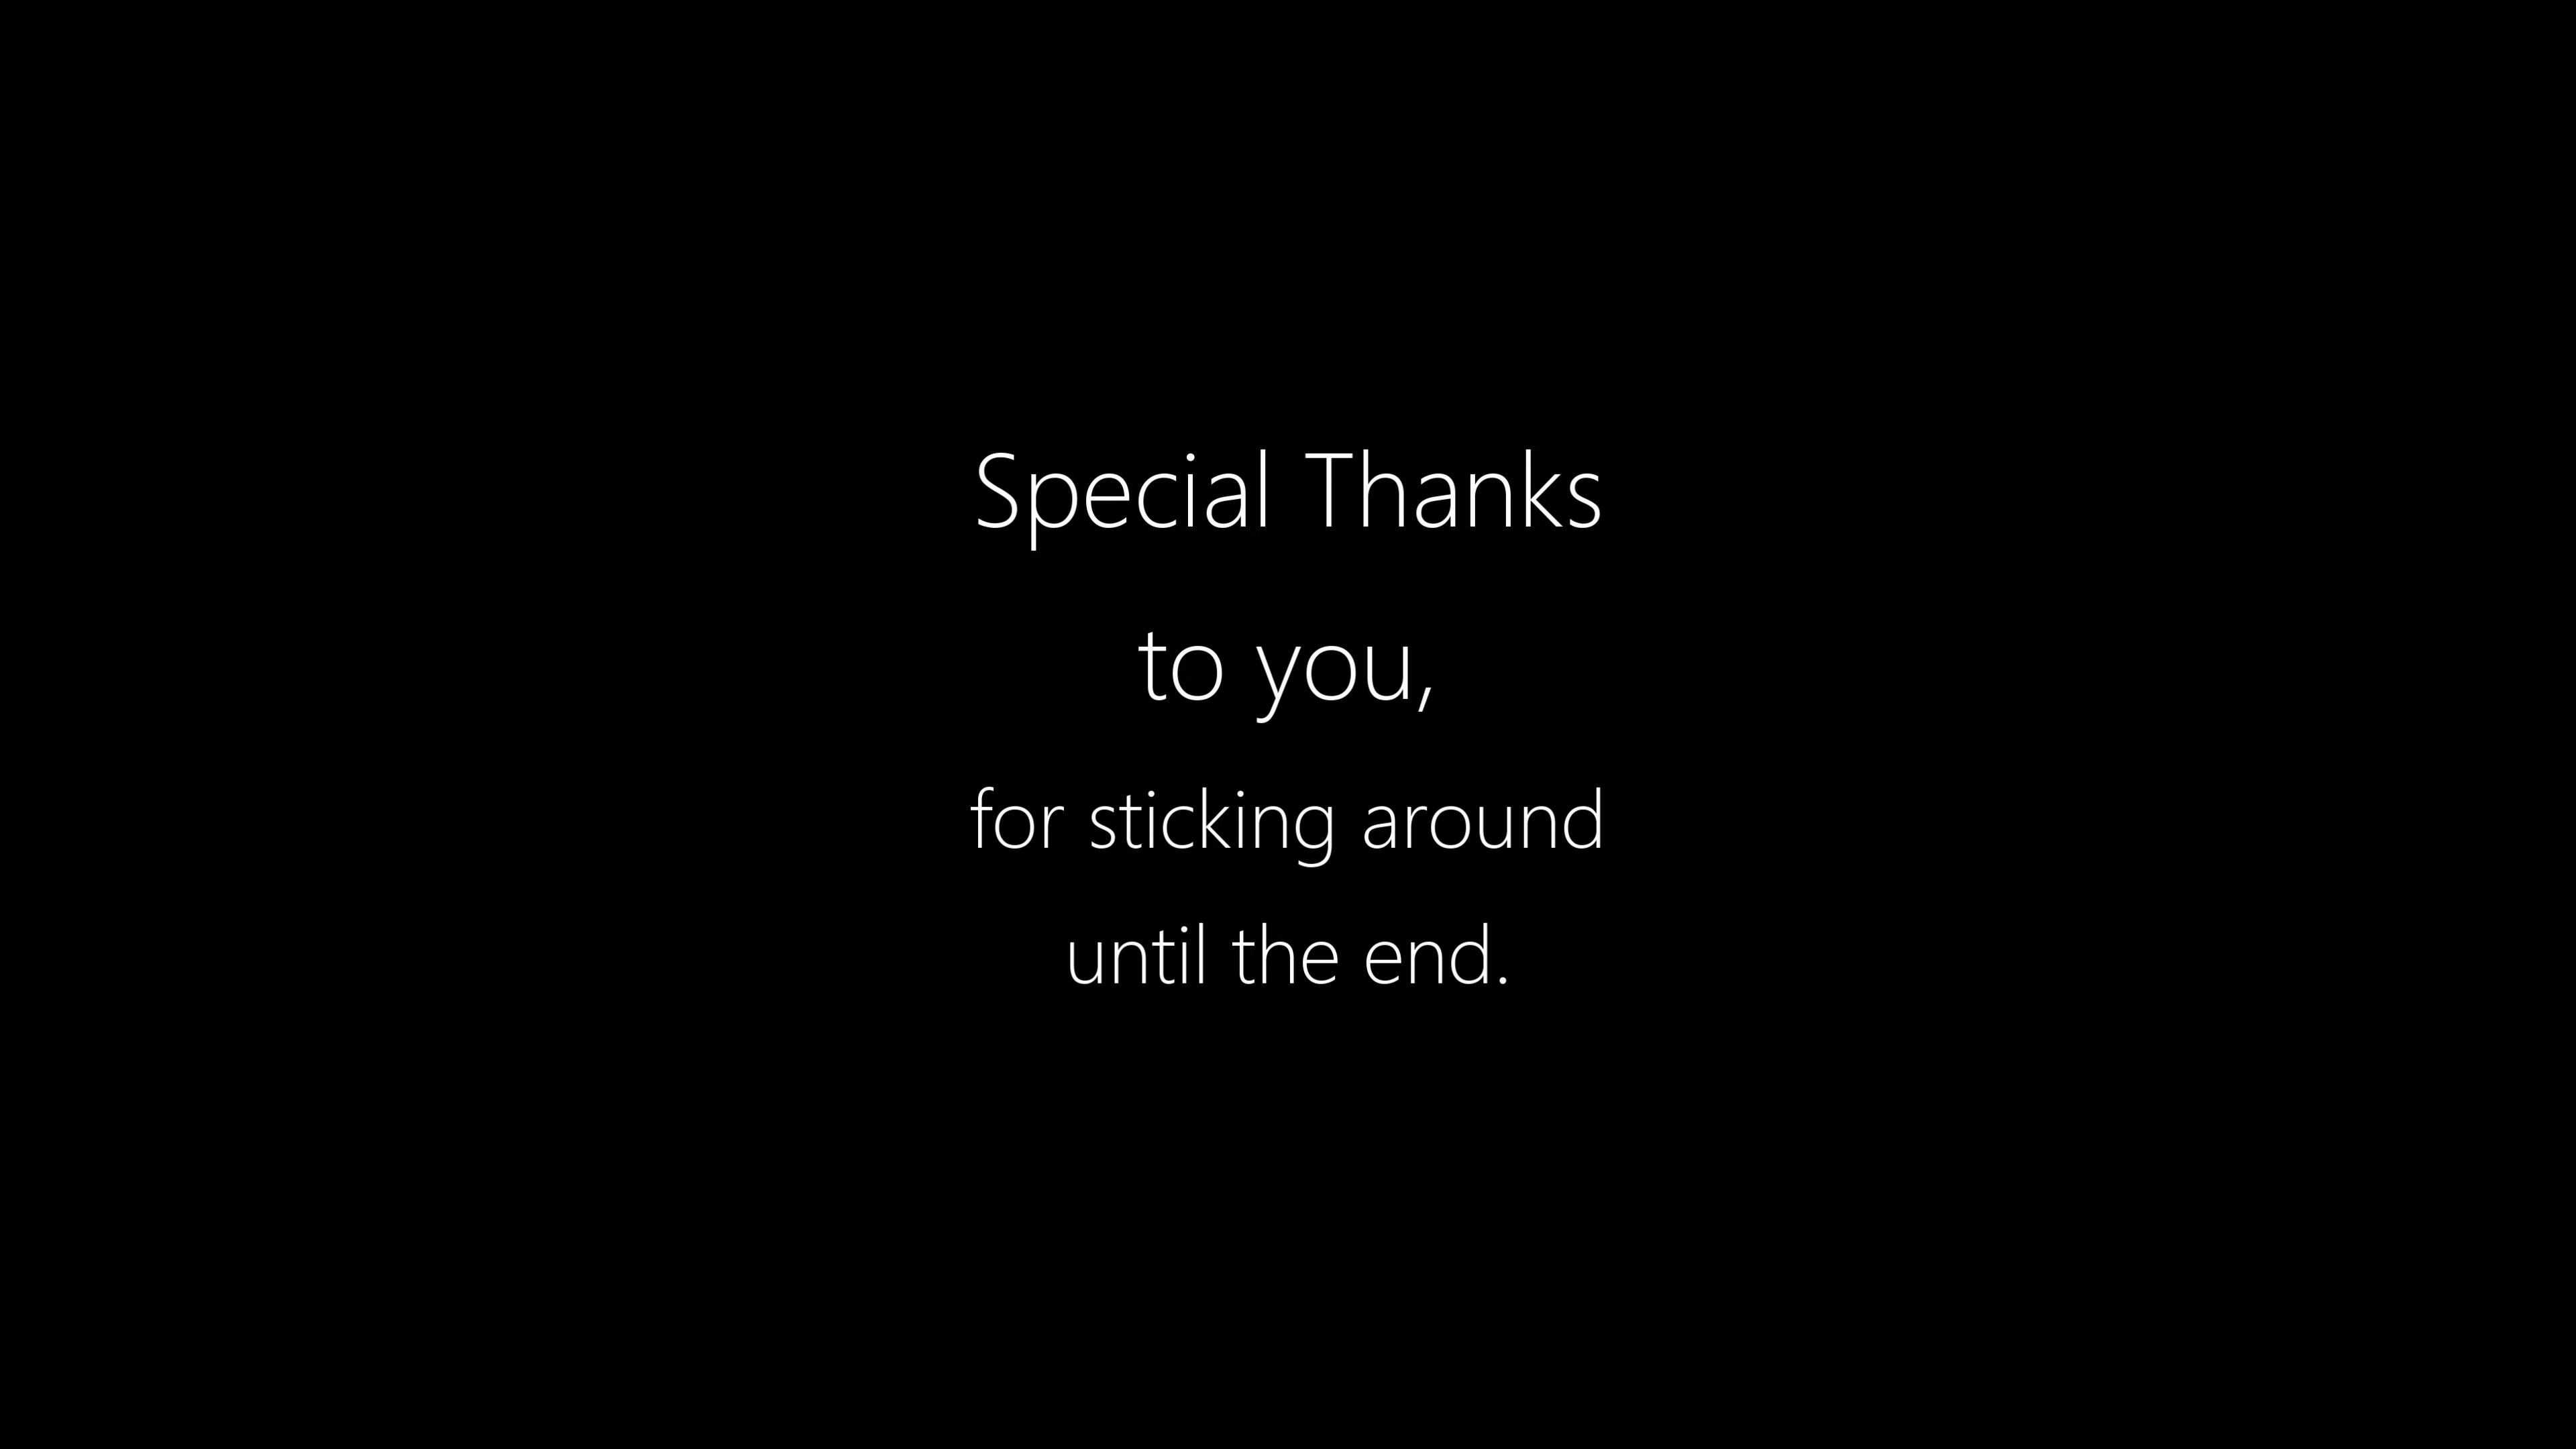 Special Thanks
to you,
for sticking around
until the end.